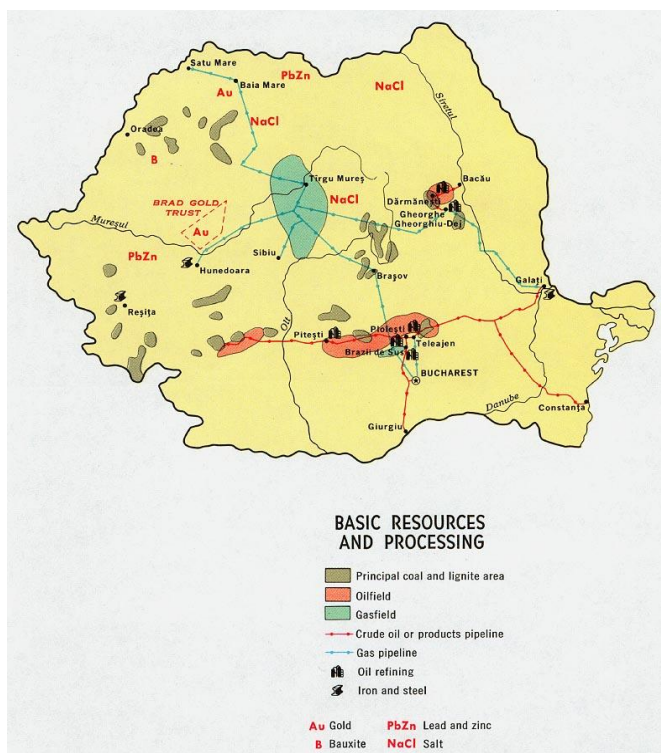 Satu Mare
PbZn
NaCl
Baia Mare
Au
Siretul
NaCl
Oradea
B
Tîrgu Mureş
Bacău
NaCl
Dărmăneşti
BRAD GOLD
TRUST
Gheorghe
Gheorghiu-Dej
Mureşul
Au
PbZn
Sibiu
Hunedoara
Braşov
Galaţi
Reşiţa
Olt
Ploieşti
Piteşti
Teleajen
Brazii de Sus
BUCHAREST
Danube
Constanţa
Giurgiu
BASIC RESOURCES
AND PROCESSING
Principal coal and lignite area
Oilfield
Gasfield
Crude oil or products pipeline
Gas pipeline
Oil refining
Iron and steel
Au Gold PbZn Lead and zinc
B Bauxite NaCl Salt